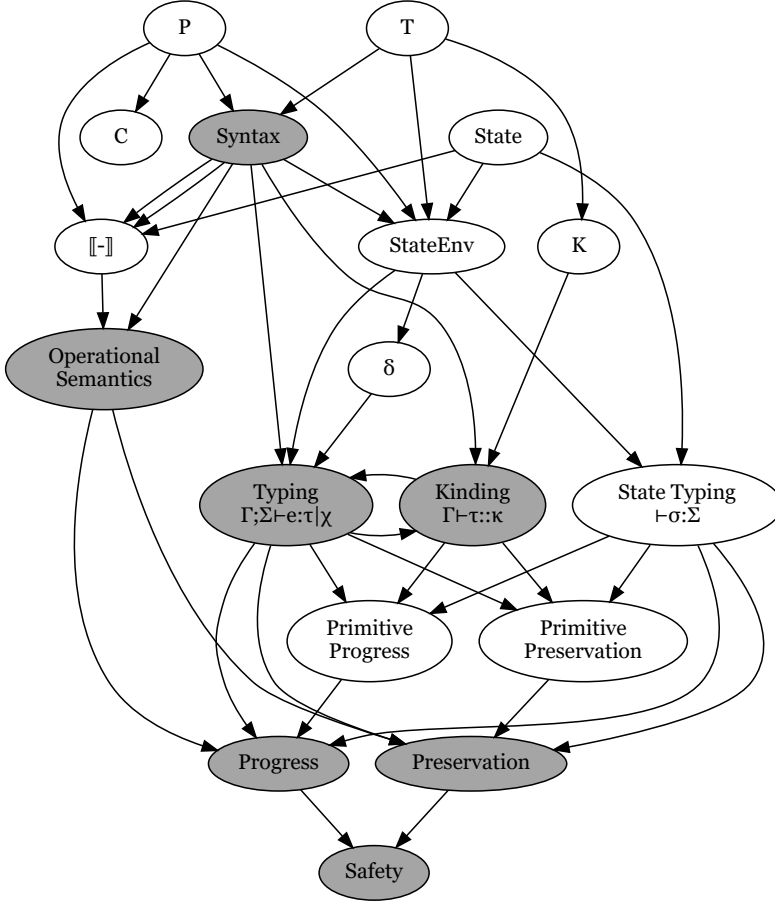 P
T
C
Syntax
State
⟦-⟧
StateEnv
K
Operational
Semantics
δ
Typing
Γ;Σ⊢e:τ|χ
Kinding
Γ⊢τ::κ
State Typing
⊢σ:Σ
Primitive
Progress
Primitive
Preservation
Progress
Preservation
Safety